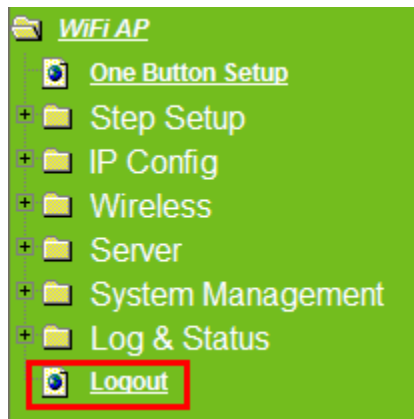 WiFi AP
One Button Setup
Step Setup
IP Config
Wireless
Server
System Management
Log & Status
Logout